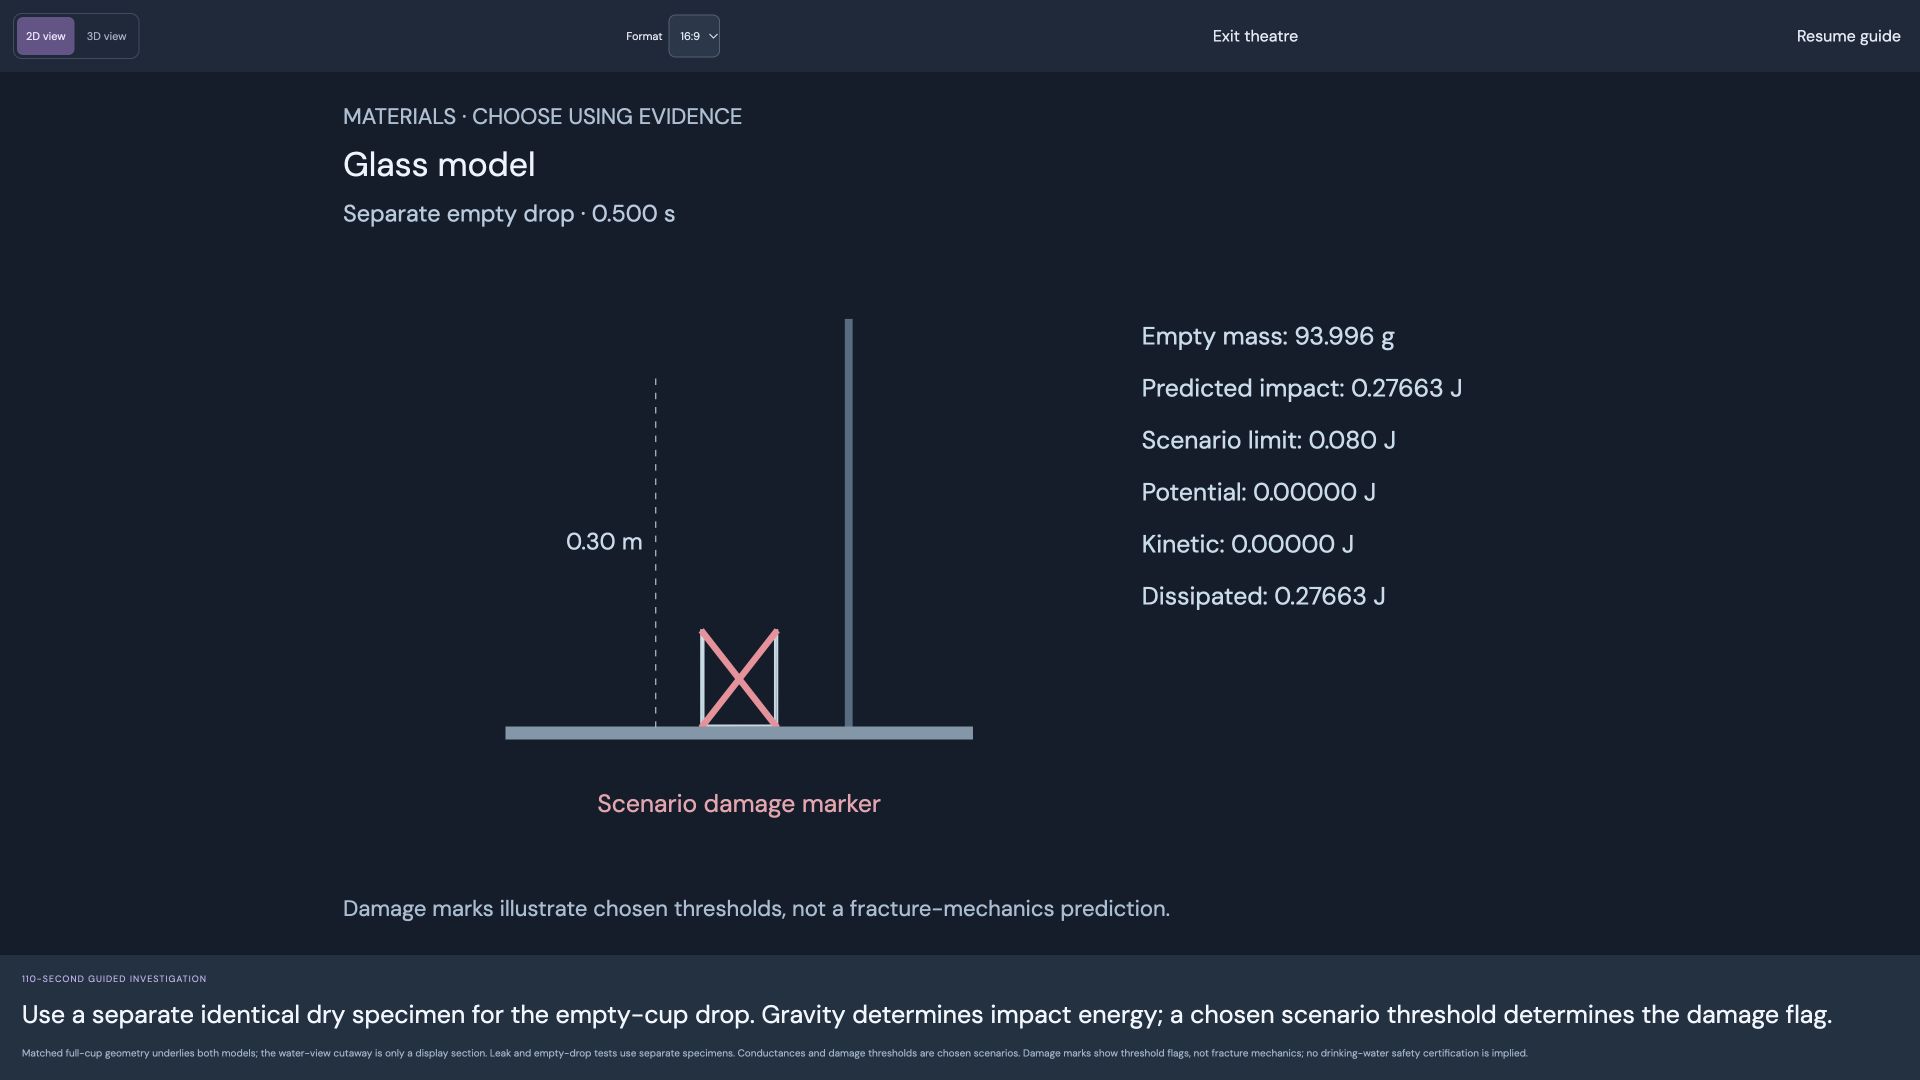 2D view
3D view
Format
16:9
Exit theatre
Resume guide
MATERIALS · CHOOSE USING EVIDENCE
Glass model
Separate empty drop · 0.500 s
0.30 m
Empty mass: 93.996 g
Predicted impact: 0.27663 J
Scenario limit: 0.080 J
Potential: 0.00000 J
Kinetic: 0.00000 J
Dissipated: 0.27663 J
Scenario damage marker
Damage marks illustrate chosen thresholds, not a fracture-mechanics prediction.
110-SECOND GUIDED INVESTIGATION
Use a separate identical dry specimen for the empty-cup drop. Gravity determines impact energy; a chosen scenario threshold determines the damage flag.
Matched full-cup geometry underlies both models; the water-view cutaway is only a display section. Leak and empty-drop tests use separate specimens. Conductances and damage thresholds are chosen scenarios. Damage marks show threshold flags, not fracture mechanics; no drinking-water safety certification is implied.